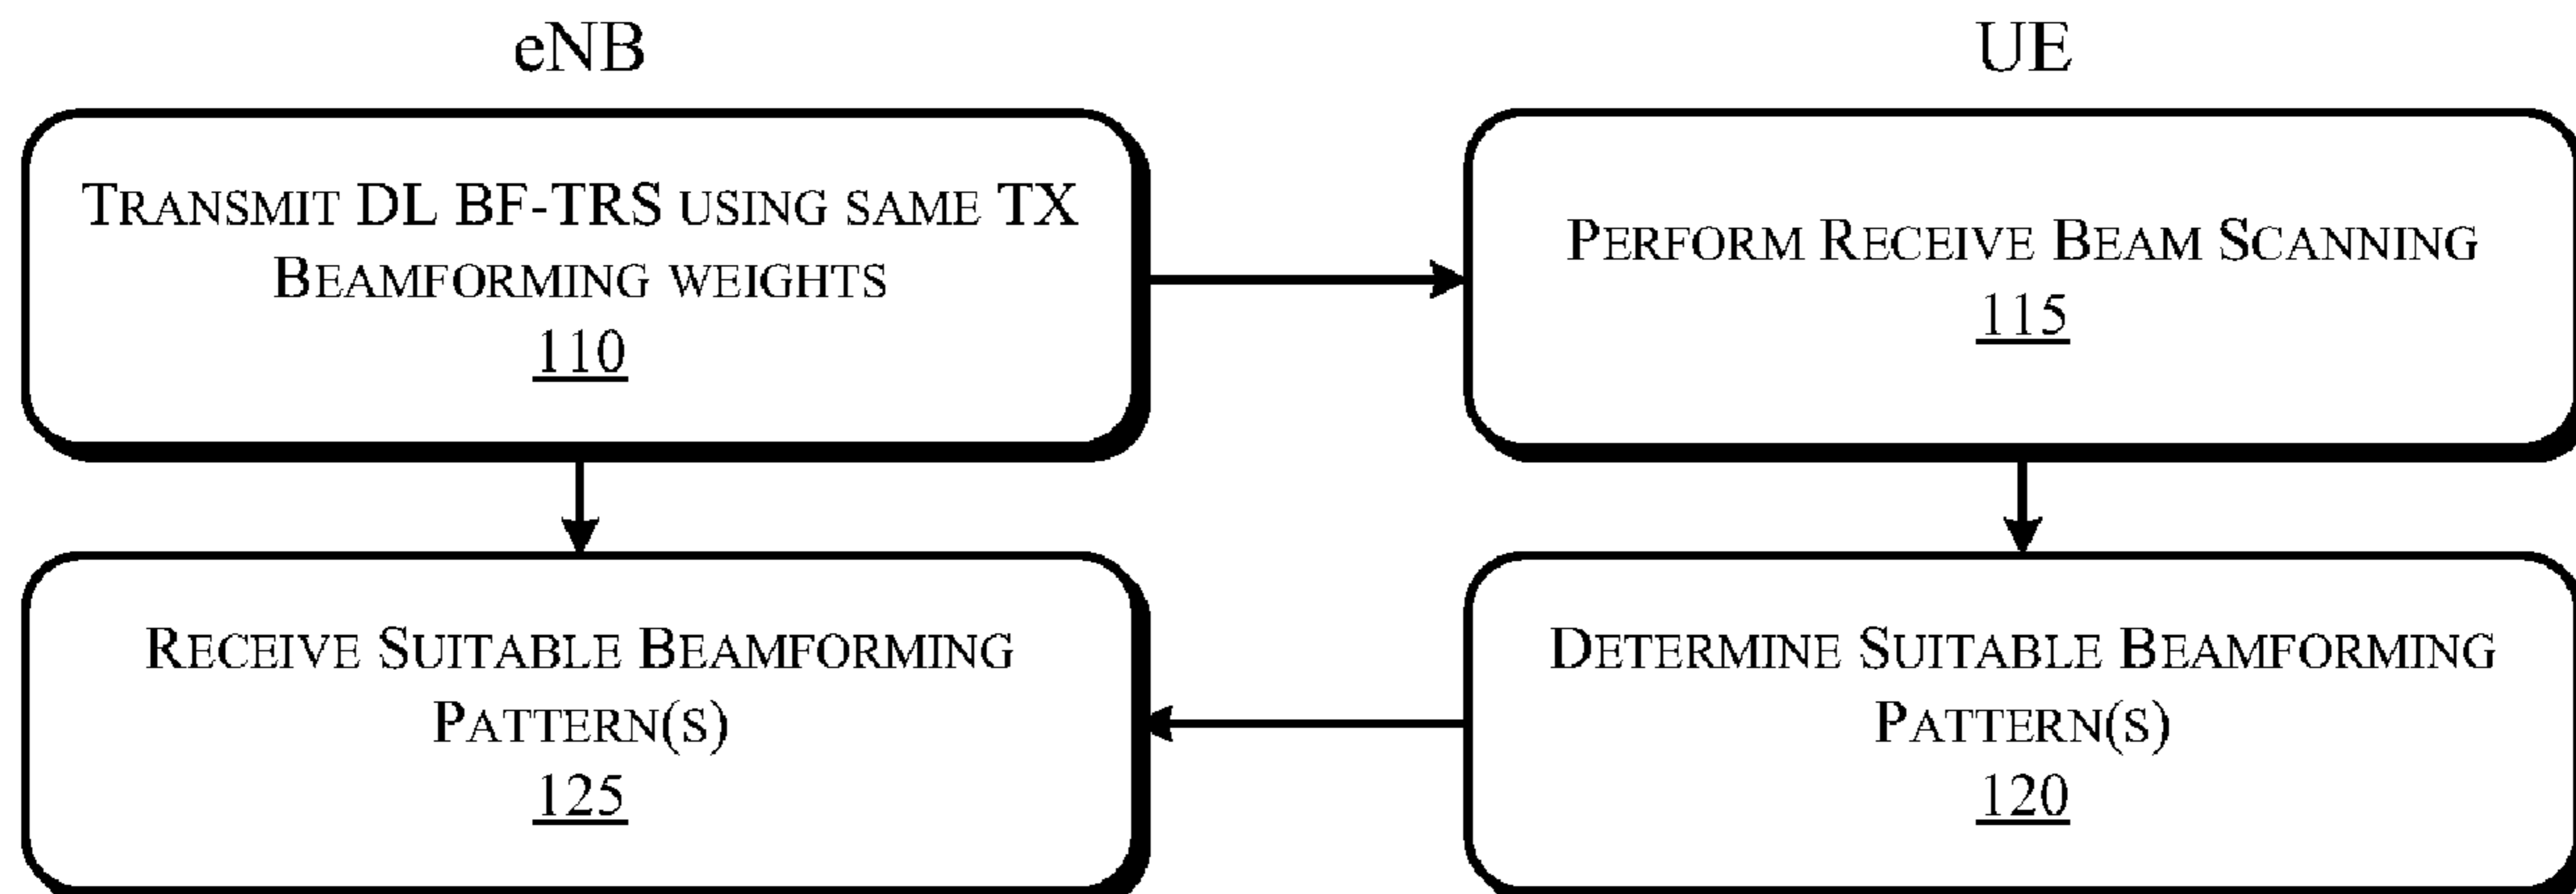 eNB
UE
Transmit DL BF-TRS using same TX
Beamforming weights
110
Perform Receive Beam Scanning
115
Receive Suitable Beamforming
Pattern(s)
125
Determine Suitable Beamforming
Pattern(s)
120